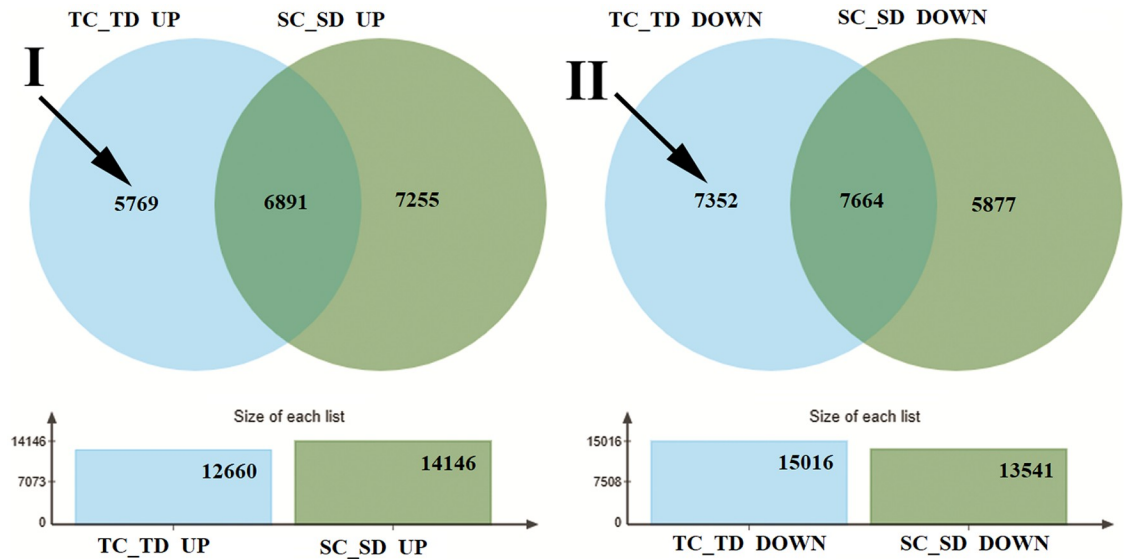 TC_TD UP SC_SD UP
I
5769 6891 7255
Size of each list
14146
7073
0
12660 14146
TC_TD UP SC_SD UP
TC_TD DOWN SC_SD DOWN
II
7352 7664 5877
Size of each list
15016
7508
0
15016 13541
TC_TD DOWN SC_SD DOWN